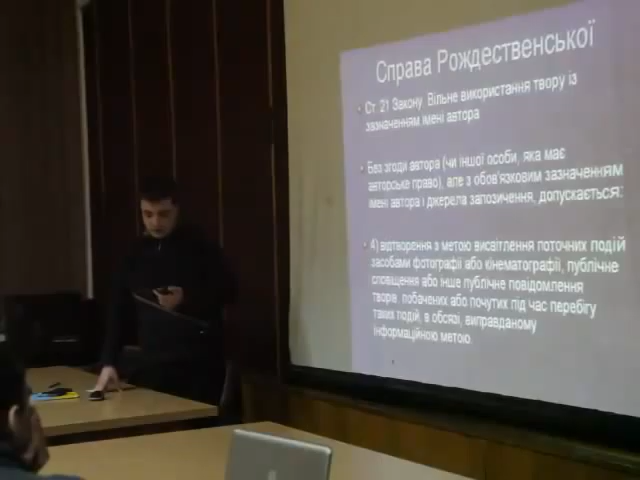 Справа Рождественської
Ст. 21 Закону. Вільне використання твору із
зазначенням імені автора
Без згоди автора (чи іншої особи, яка має
авторське право), але з обов'язковим зазначенням
імені автора і джерела запозичення, допускається:
4) відтворення з метою висвітлення поточних подій
засобами фотографії або кінематографії, публічне
сповіщення або інше публічне повідомлення
творів, побачених або почутих під час перебігу
таких подій, в обсязі, виправданому
інформаційною метою.